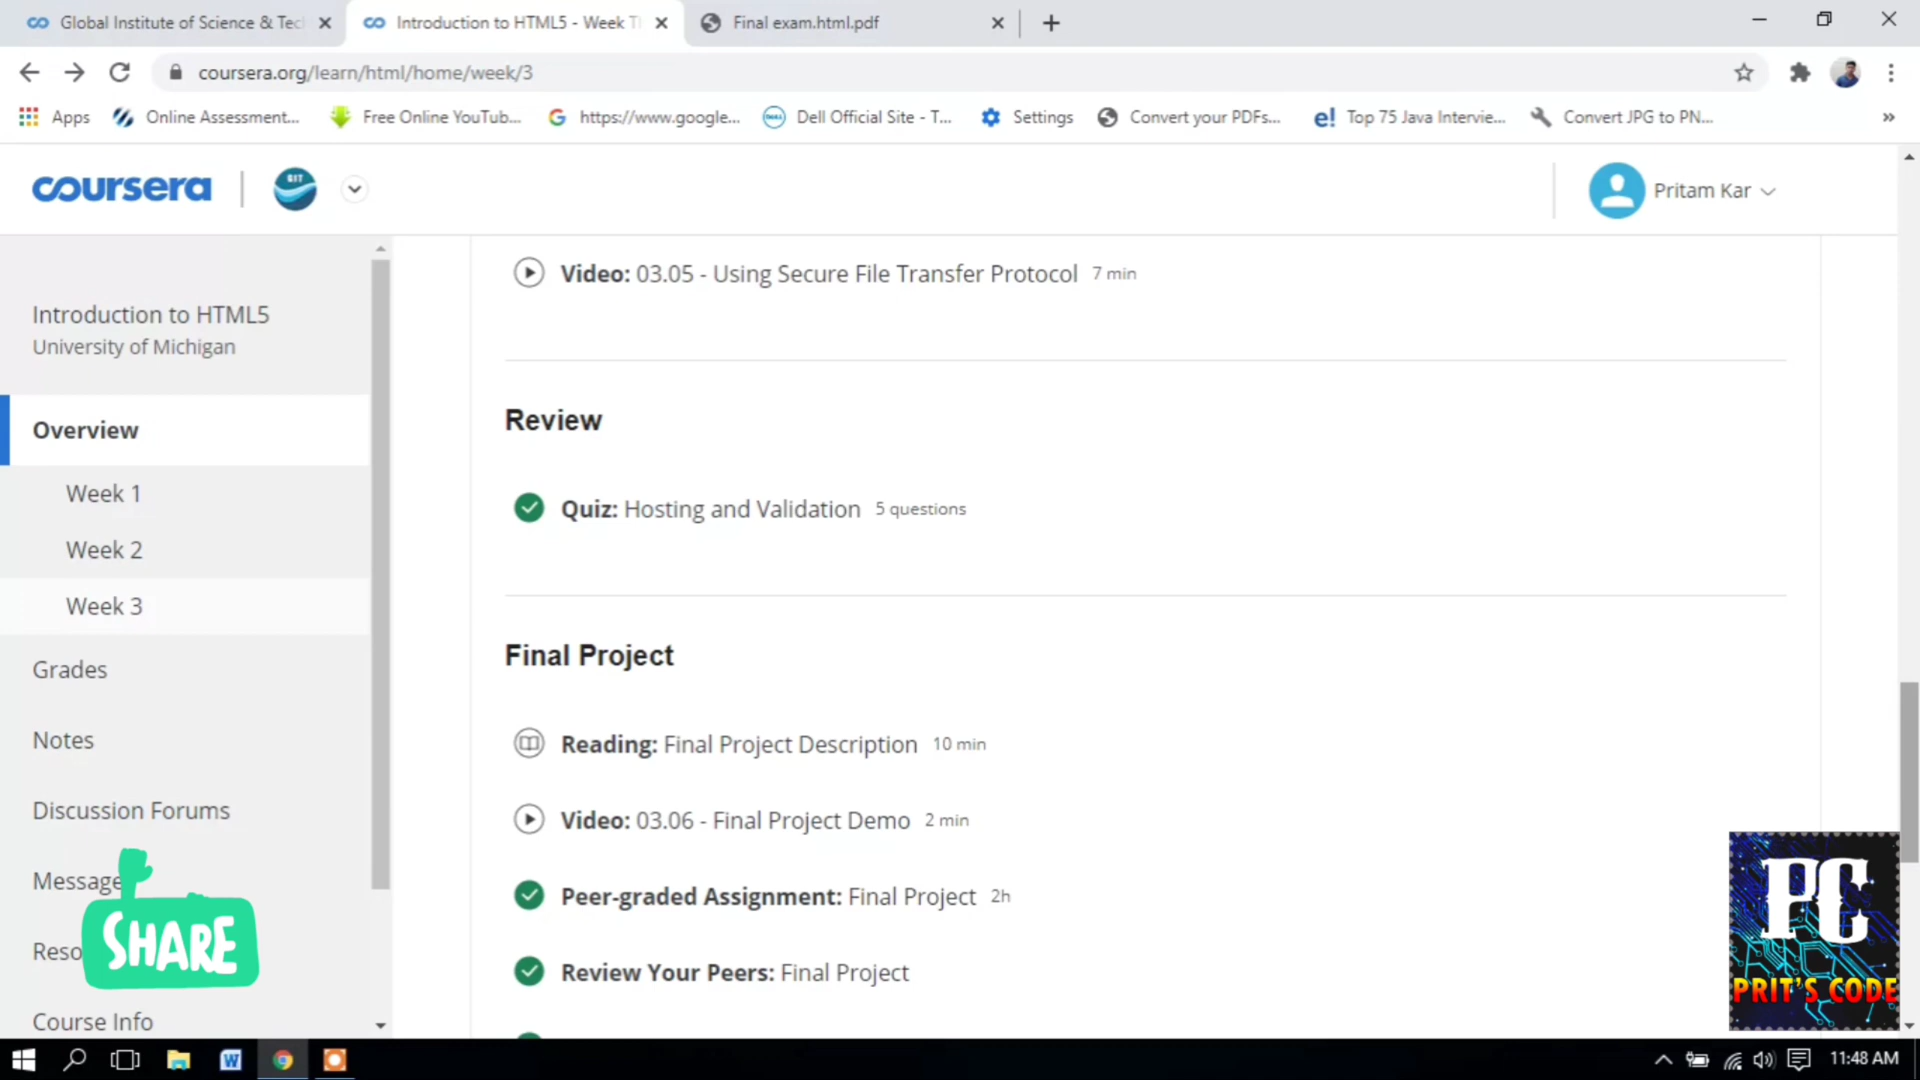 Global Institute of Science & Tec
Introduction to HTML5 - Week T
Final exam.html.pdf
coursera.org/learn/html/home/week/3
Apps
Online Assessment...
Free Online YouTub...
https://www.google...
Dell Official Site - T...
Settings
Convert your PDFs...
e! Top 75 Java Intervie...
Convert JPG to PN...
»
coursera
GIT
Pritam Kar
Introduction to HTML5
University of Michigan
Overview
Week 1
Week 2
Week 3
Grades
Notes
Discussion Forums
Message
Reso
Course Info
SHARE
Video: 03.05 - Using Secure File Transfer Protocol 7 min
Review
Quiz: Hosting and Validation 5 questions
Final Project
Reading: Final Project Description 10 min
Video: 03.06 - Final Project Demo 2 min
Peer-graded Assignment: Final Project 2h
Review Your Peers: Final Project
PC
PRIT'S CODE
11:48 AM